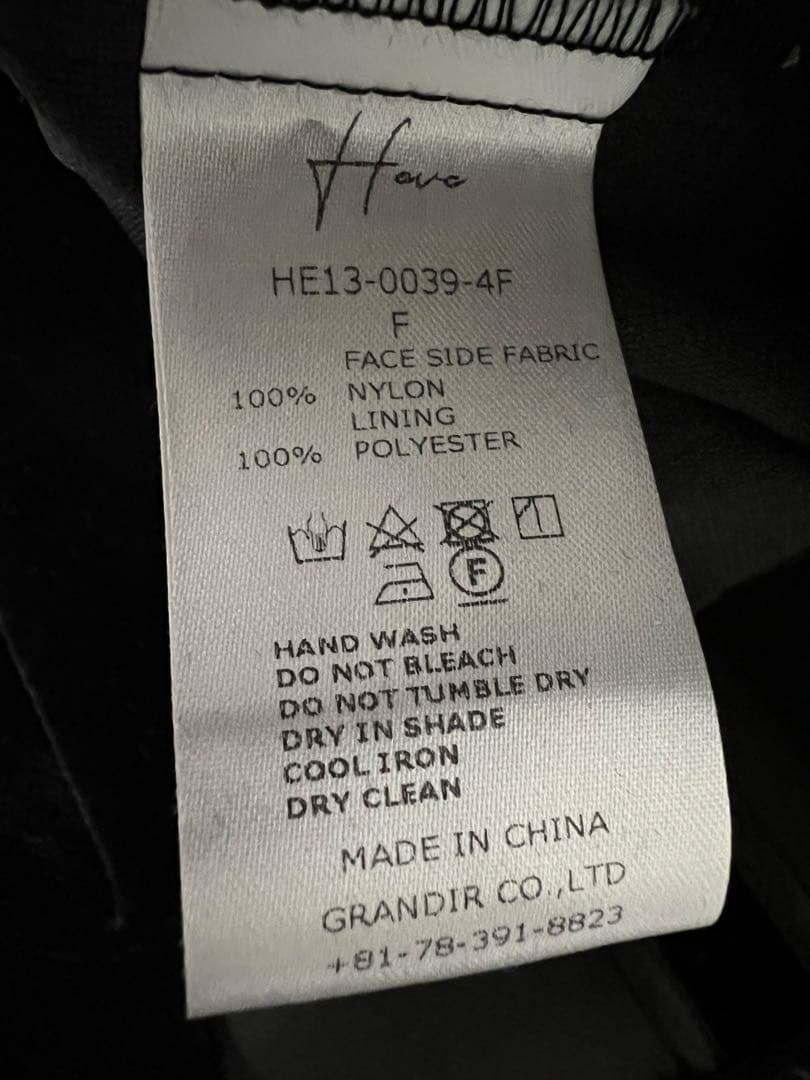 HE13-0039-4F
F
FACE SIDE FABRIC
100% NYLON
LINING
100% POLYESTER
F
HAND WASH
DO NOT BLEACH
DO NOT TUMBLE DRY
DRY IN SHADE
COOL IRON
DRY CLEAN
MADE IN CHINA
GRANDIR CO.,LTD
+81-78-391-8823